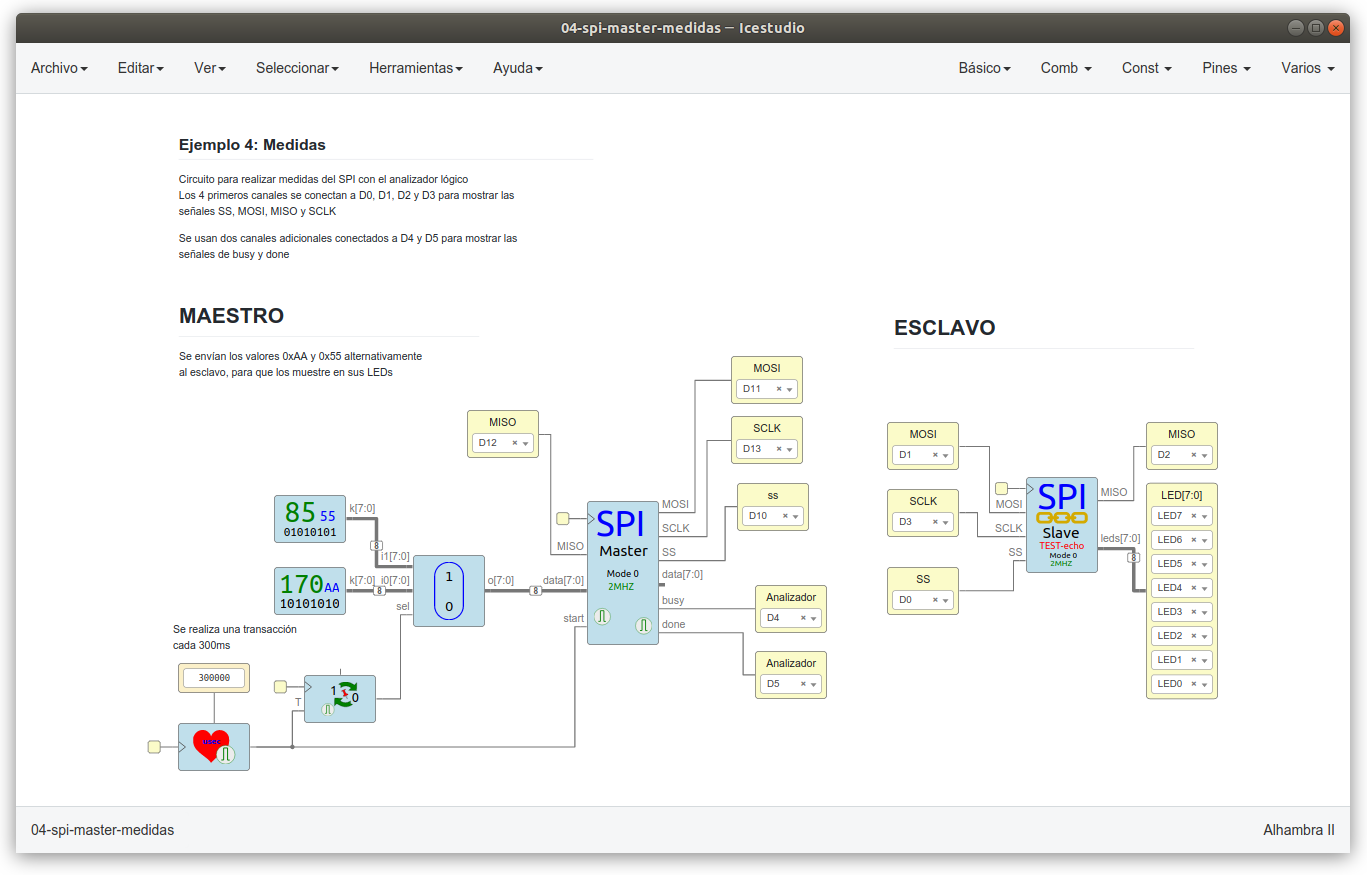 04-spi-master-medidas — Icestudio
Archivo Editar Ver Seleccionar Herramientas Ayuda Básico Comb Const Pines Varios
Ejemplo 4: Medidas
Circuito para realizar medidas del SPI con el analizador lógico
Los 4 primeros canales se conectan a D0, D1, D2 y D3 para mostrar las
señales SS, MOSI, MISO y SCLK
Se usan dos canales adicionales conectados a D4 y D5 para mostrar las
señales de busy y done
MAESTRO
Se envían los valores 0xAA y 0x55 alternativamente
al esclavo, para que los muestre en sus LEDs
MISO
D12
MOSI
D11
SCLK
D13
ss
D10
85 55
01010101
k[7:0]
8
i1[7:0]
170 AA
10101010
k[7:0]
8
i0[7:0]
sel
1
0
o[7:0]
8
data[7:0]
MISO
start
SPI
Master
Mode 0
2MHZ
MOSI
SCLK
SS
data[7:0]
busy
done
Analizador
D4
Analizador
D5
Se realiza una transacción
cada 300ms
300000
T
1
0
usec
ESCLAVO
MOSI
D1
SCLK
D3
SS
D0
MOSI
SCLK
SS
SPI
Slave
TEST-echo
Mode 0
2MHZ
MISO
leds[7:0]
8
MISO
D2
LED[7:0]
LED7
LED6
LED5
LED4
LED3
LED2
LED1
LED0
04-spi-master-medidas Alhambra II